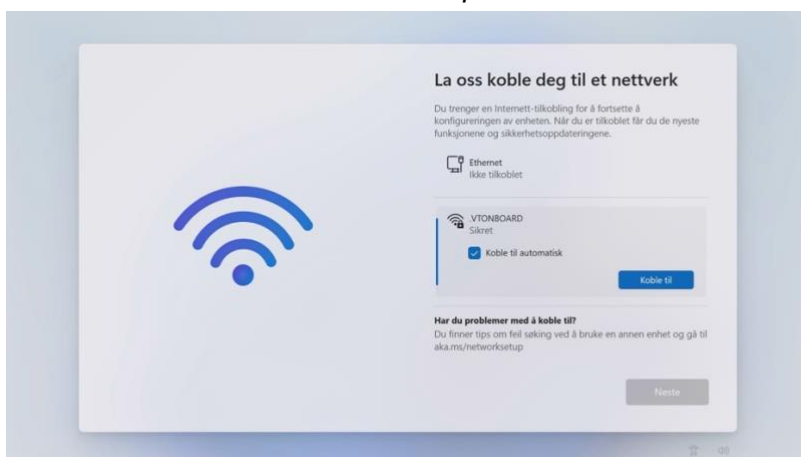 La oss koble deg til et nettverk
Du trenger en Internett-tilkobling for å fortsette å
konfigureringen av enheten. Når du er tilkoblet får du de nyeste
funksjonene og sikkerhetsoppdateringene.
Ethernet
Ikke tilkoblet
.VTONBOARD
Sikret
Koble til automatisk
Koble til
Har du problemer med å koble til?
Du finner tips om feil søking ved å bruke en annen enhet og gå til
aka.ms/networksetup
Neste